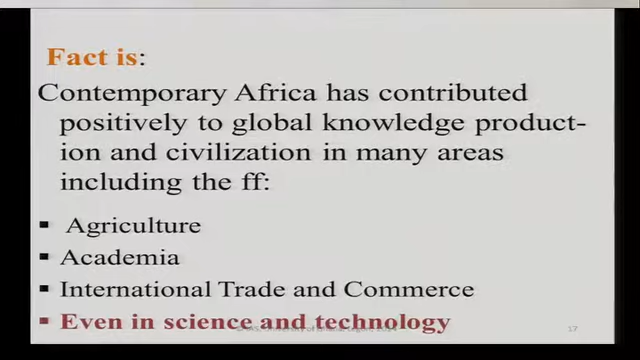 Fact is:
Contemporary Africa has contributed
positively to global knowledge product-
ion and civilization in many areas
including the ff:
▪ Agriculture
▪ Academia
▪ International Trade and Commerce
▪ Even in science and technology
17